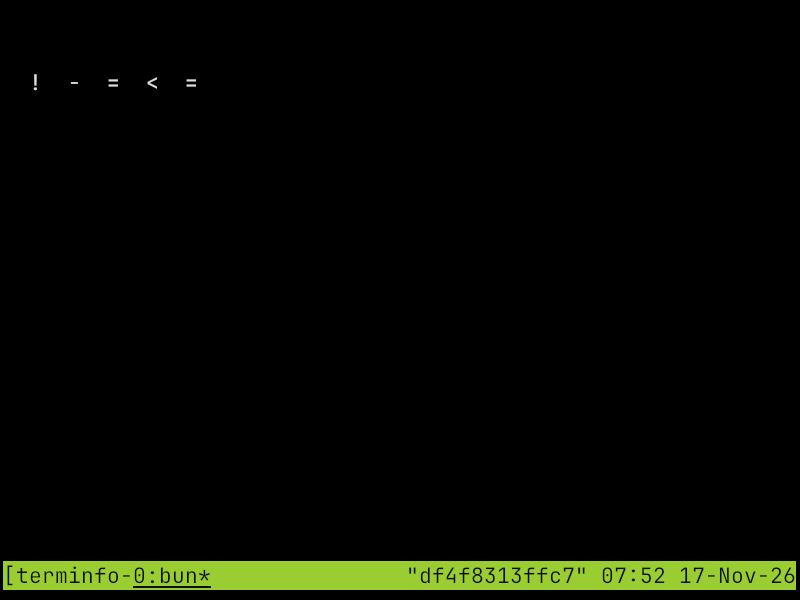 ! - = < =
[terminfo-0:bun* "df4f8313ffc7" 07:52 17-Nov-26